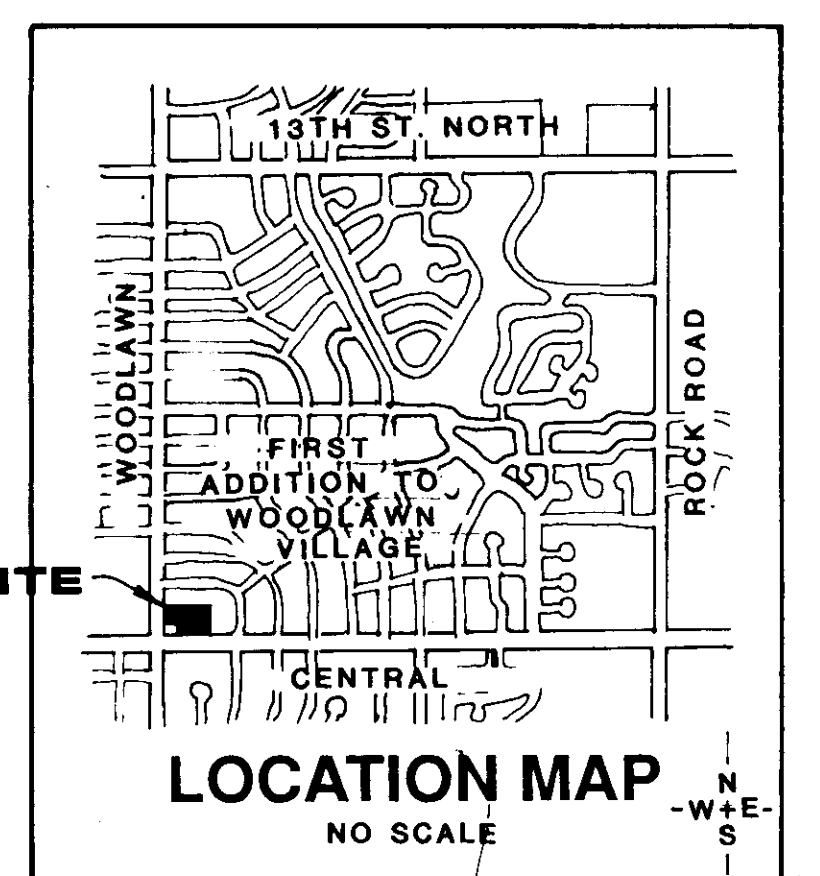 13TH ST. NORTH
WOODLAWN
ROCK ROAD
FIRST
ADDITION TO
WOODLAWN
VILLAGE
ITE
CENTRAL
LOCATION MAP
NO SCALE
N
-W+E-
S